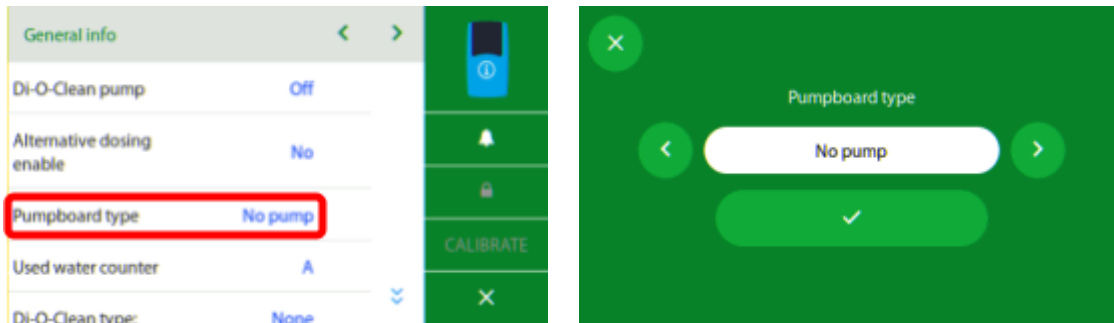 General info
Di-O-Clean pump Off
Alternative dosing
enable No
Pumpboard type No pump
Used water counter A
Di-O-Clean type: None
CALIBRATE
Pumpboard type
No pump